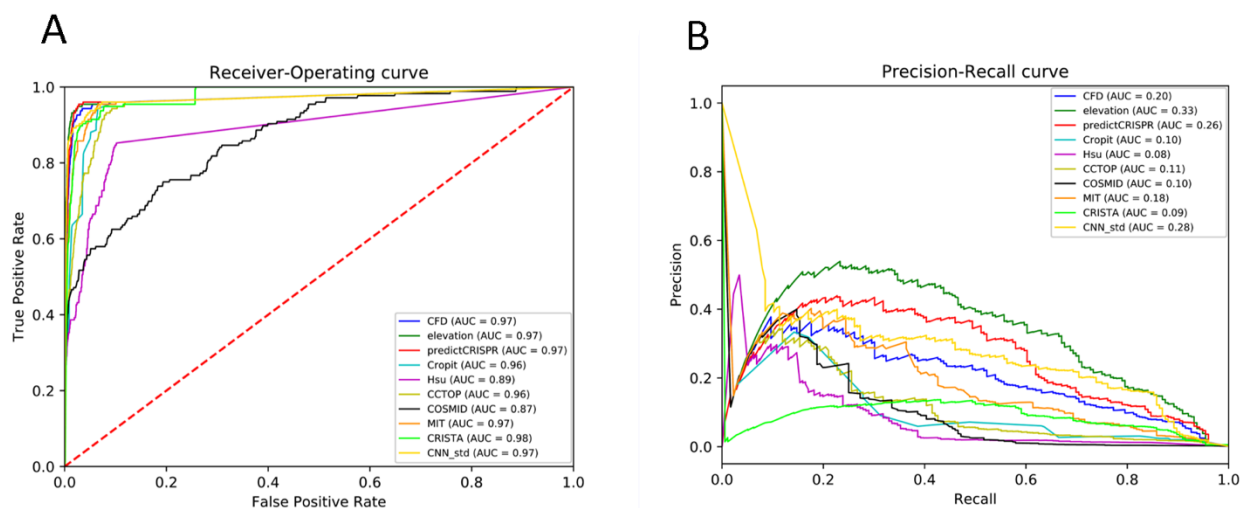 A
Receiver-Operating curve
True Positive Rate
1.0
0.8
0.6
0.4
0.2
0.0
CFD (AUC = 0.97)
elevation (AUC = 0.97)
predictCRISPR (AUC = 0.97)
Cropit (AUC = 0.96)
Hsu (AUC = 0.89)
CCTOP (AUC = 0.96)
COSMID (AUC = 0.87)
MIT (AUC = 0.97)
CRISTA (AUC = 0.98)
CNN_std (AUC = 0.97)
0.0 0.2 0.4 0.6 0.8 1.0
False Positive Rate
B
Precision-Recall curve
Precision
1.0
0.8
0.6
0.4
0.2
0.0
CFD (AUC = 0.20)
elevation (AUC = 0.33)
predictCRISPR (AUC = 0.26)
Cropit (AUC = 0.10)
Hsu (AUC = 0.08)
CCTOP (AUC = 0.11)
COSMID (AUC = 0.10)
MIT (AUC = 0.18)
CRISTA (AUC = 0.09)
CNN_std (AUC = 0.28)
0.0 0.2 0.4 0.6 0.8 1.0
Recall